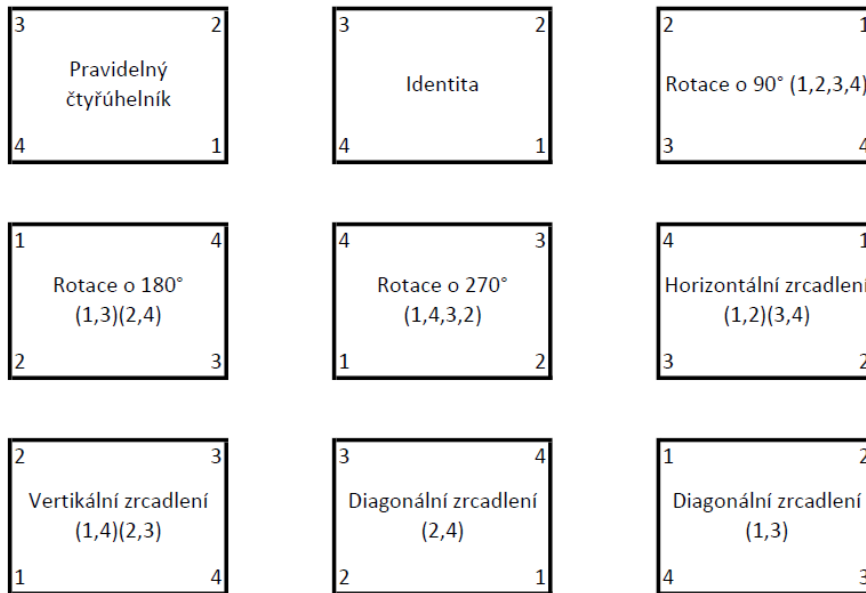 3 2
Pravidelný
čtyřúhelník
4 1
3 2
Identita
4 1
2 1
Rotace o 90° (1,2,3,4)
3 4
1 4
Rotace o 180°
(1,3)(2,4)
2 3
4 3
Rotace o 270°
(1,4,3,2)
1 2
4 1
Horizontální zrcadlení
(1,2)(3,4)
3 2
2 3
Vertikální zrcadlení
(1,4)(2,3)
1 4
3 4
Diagonální zrcadlení
(2,4)
2 1
1 2
Diagonální zrcadlení
(1,3)
4 3